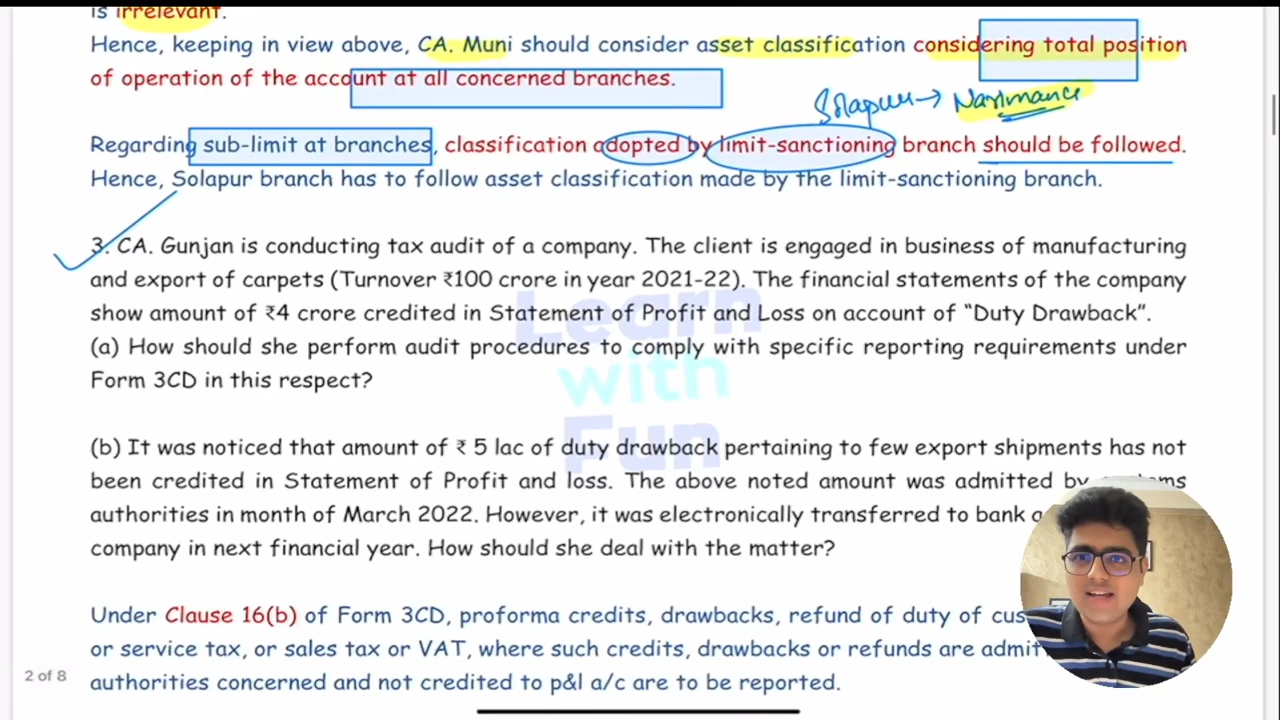 is irrelevant.
Hence, keeping in view above, CA. Muni should consider asset classification considering total position
of operation of the account at all concerned branches.
Solapur → Narimance
Regarding sub-limit at branches, classification adopted by limit-sanctioning branch should be followed.
Hence, Solapur branch has to follow asset classification made by the limit-sanctioning branch.
3. CA. Gunjan is conducting tax audit of a company. The client is engaged in business of manufacturing
and export of carpets (Turnover ₹100 crore in year 2021-22). The financial statements of the company
show amount of ₹4 crore credited in Statement of Profit and Loss on account of “Duty Drawback”.
(a) How should she perform audit procedures to comply with specific reporting requirements under
Form 3CD in this respect?
Learn
with
Fun
(b) It was noticed that amount of ₹ 5 lac of duty drawback pertaining to few export shipments has not
been credited in Statement of Profit and loss. The above noted amount was admitted by
authorities in month of March 2022. However, it was electronically transferred to bank
company in next financial year. How should she deal with the matter?
Under Clause 16(b) of Form 3CD, proforma credits, drawbacks, refund of duty of
or service tax, or sales tax or VAT, where such credits, drawbacks or refunds are
authorities concerned and not credited to p&l a/c are to be reported.
2 of 8